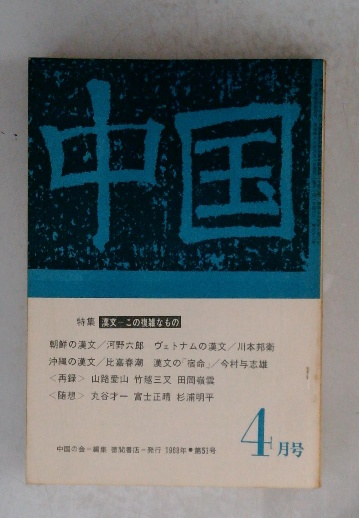 中国
特集 漢文－この複雑なもの
朝鮮の漢文／河野六郎 ヴェトナムの漢文／川本邦衛
沖縄の漢文／比嘉春潮 漢文の「宿命」／今村与志雄
＜再録＞ 山路愛山 竹越三叉 田岡嶺雲
＜随想＞ 丸谷才一 富士正晴 杉浦明平
4月号
中国の会－編集 徳間書店－発行 1968年●第51号